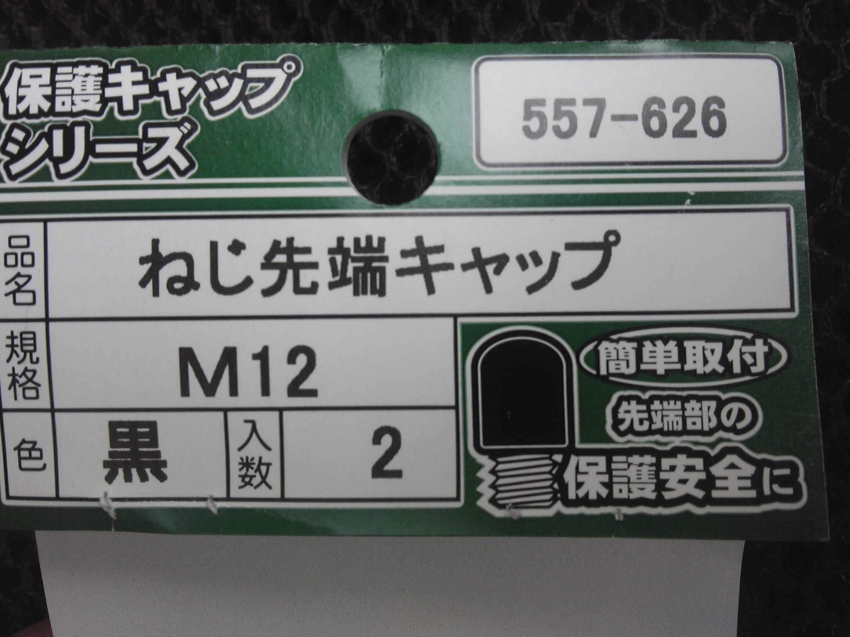 保護キャップ
シリーズ
557-626
品名 ねじ先端キャップ
規格 M12
色 黒 入数 2
簡単取付
先端部の
保護安全に